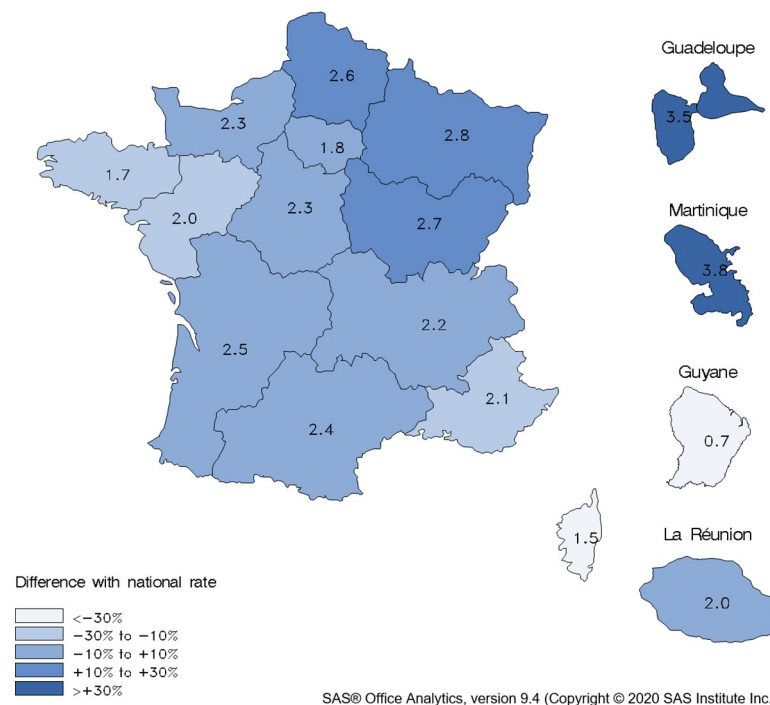 Guadeloupe
2.6
3.5
2.3
2.8
1.8
1.7
2.0
2.3
2.7
Martinique
3.8
2.2
2.5
Guyane
2.1
2.4
0.7
1.5
La Réunion
2.0
Difference with national rate
<-30%
-30% to -10%
-10% to +10%
+10% to +30%
>+30%
SAS® Office Analytics, version 9.4 (Copyright © 2020 SAS Institute Inc.